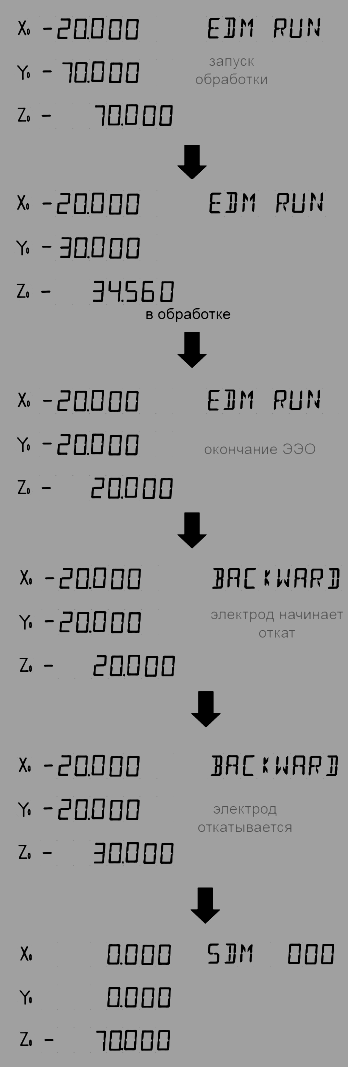 X₀ -20.000 EDM RUN
Y₀ -70.000 запуск
обработки
Z₀ - 70.000
X₀ -20.000 EDM RUN
Y₀ -30.000
Z₀ - 34.560
в обработке
X₀ -20.000 EDM RUN
Y₀ -20.000 окончание ЭЭО
Z₀ - 20.000
X₀ -20.000 BACKWARD
Y₀ -20.000 электрод начинает
откат
Z₀ - 20.000
X₀ -20.000 BACKWARD
Y₀ -20.000 электрод
откатывается
Z₀ - 30.000
X₀ 0.000 SDM 000
Y₀ 0.000
Z₀ - 70.000